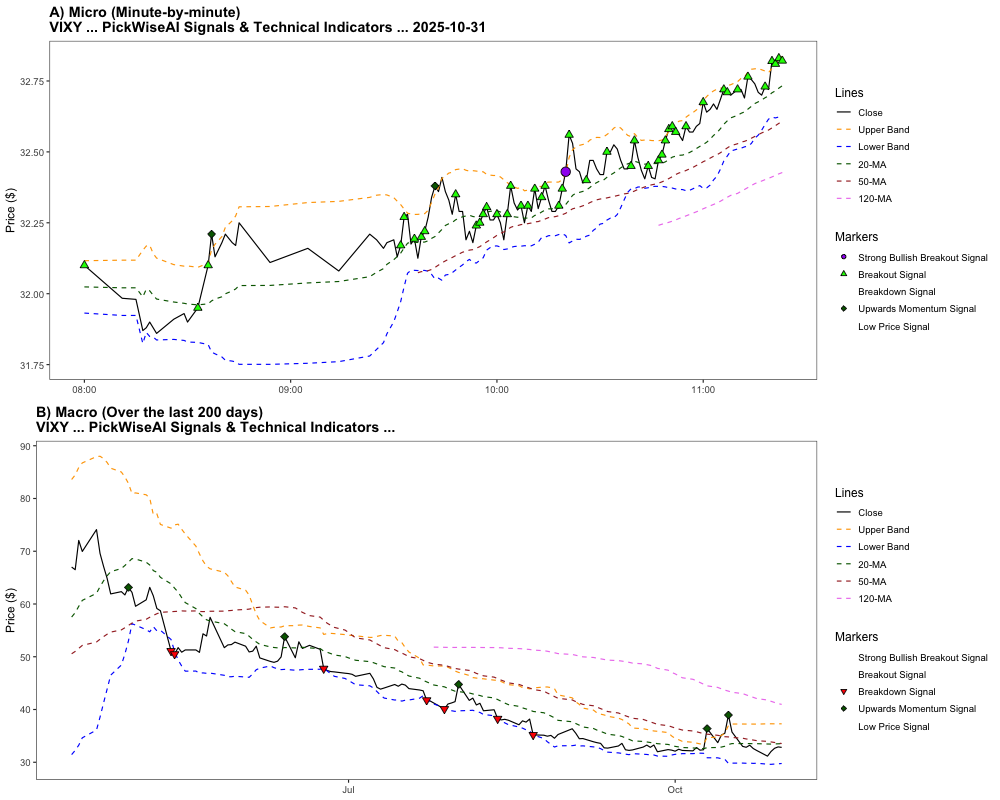 A) Micro (Minute-by-minute)
VIXY ... PickWiseAI Signals & Technical Indicators ... 2025-10-31
Price ($)
32.75
32.50
32.25
32.00
31.75
08:00
09:00
10:00
11:00
Lines
Close
Upper Band
Lower Band
20-MA
50-MA
120-MA
Markers
Strong Bullish Breakout Signal
Breakout Signal
Breakdown Signal
Upwards Momentum Signal
Low Price Signal
B) Macro (Over the last 200 days)
VIXY ... PickWiseAI Signals & Technical Indicators ...
Price ($)
90
80
70
60
50
40
30
Jul
Oct
Lines
Close
Upper Band
Lower Band
20-MA
50-MA
120-MA
Markers
Strong Bullish Breakout Signal
Breakout Signal
Breakdown Signal
Upwards Momentum Signal
Low Price Signal